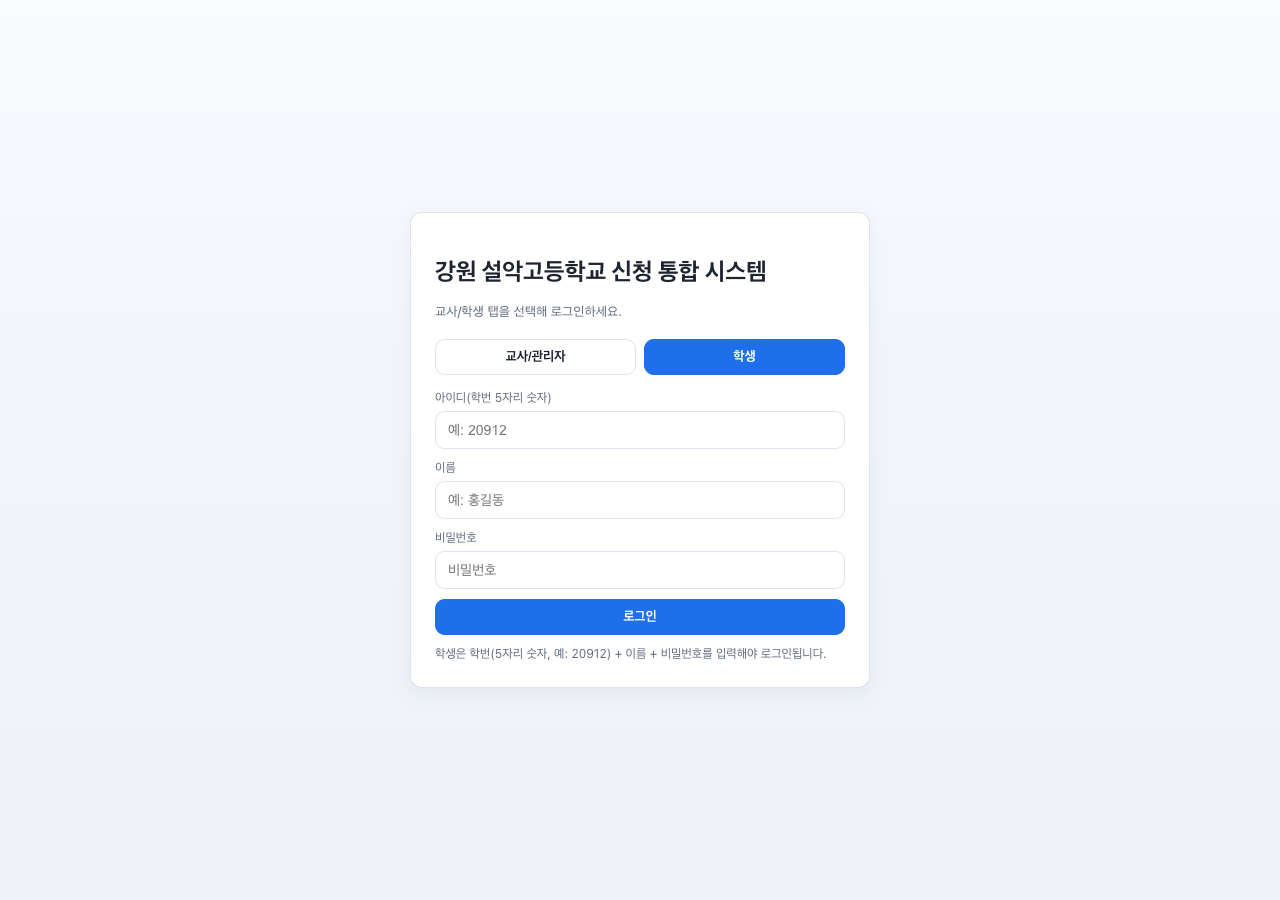 강원 설악고등학교 신청 통합 시스템
교사/학생 탭을 선택해 로그인하세요.
교사/관리자
학생
아이디(학번 5자리 숫자)
예: 20912
이름
예: 홍길동
비밀번호
비밀번호
로그인
학생은 학번(5자리 숫자, 예: 20912) + 이름 + 비밀번호를 입력해야 로그인됩니다.